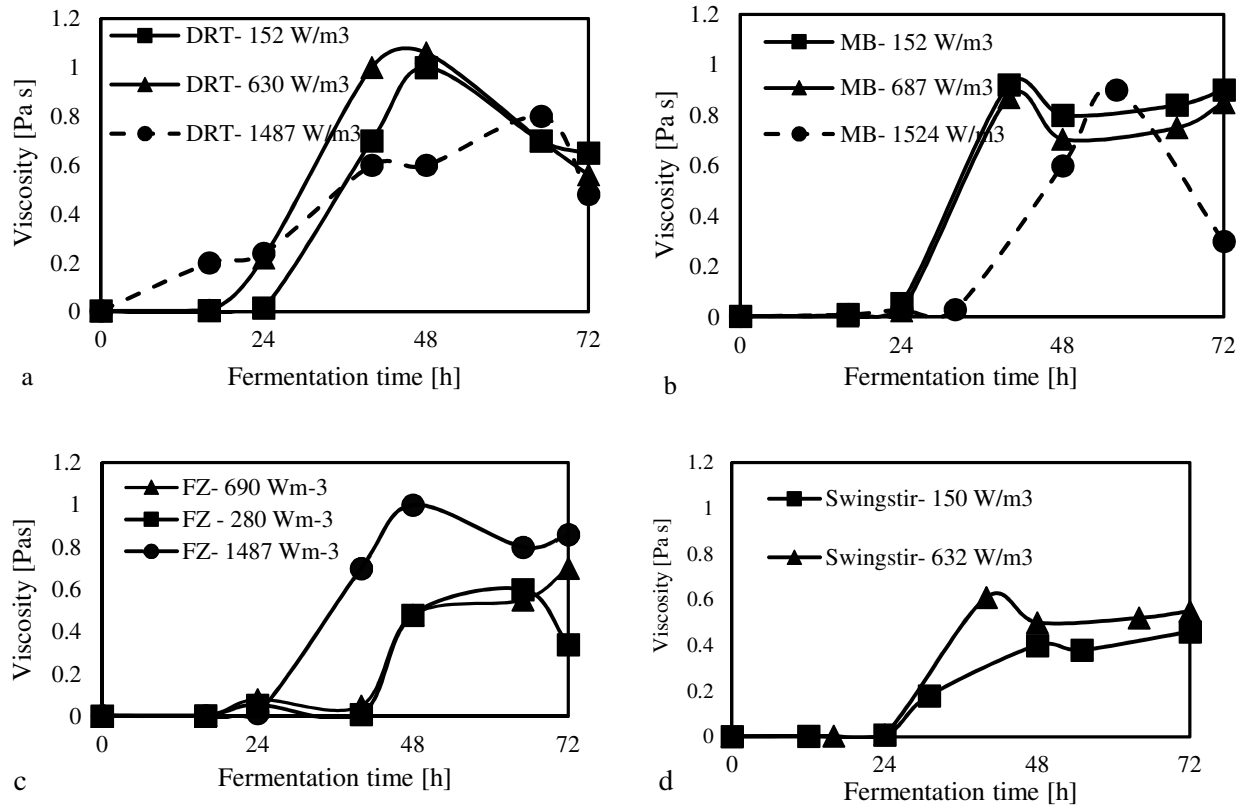 1.2
1
0.8
0.6
0.4
0.2
0
Viscosity [Pa s]
DRT- 152 W/m3
DRT- 630 W/m3
DRT- 1487 W/m3
0 24 48 72
Fermentation time [h]
a
1.2
1
0.8
0.6
0.4
0.2
0
Viscosity [Pa s]
MB- 152 W/m3
MB- 687 W/m3
MB- 1524 W/m3
0 24 48 72
Fermentation time [h]
b
1.2
1
0.8
0.6
0.4
0.2
0
Viscosity [Pas]
FZ- 690 Wm-3
FZ - 280 Wm-3
FZ- 1487 Wm-3
0 24 48 72
Fermentation time [h]
c
1.2
1
0.8
0.6
0.4
0.2
0
Viscosity [Pa s]
Swingstir- 150 W/m3
Swingstir- 632 W/m3
0 24 48 72
Fermentation time [h]
d